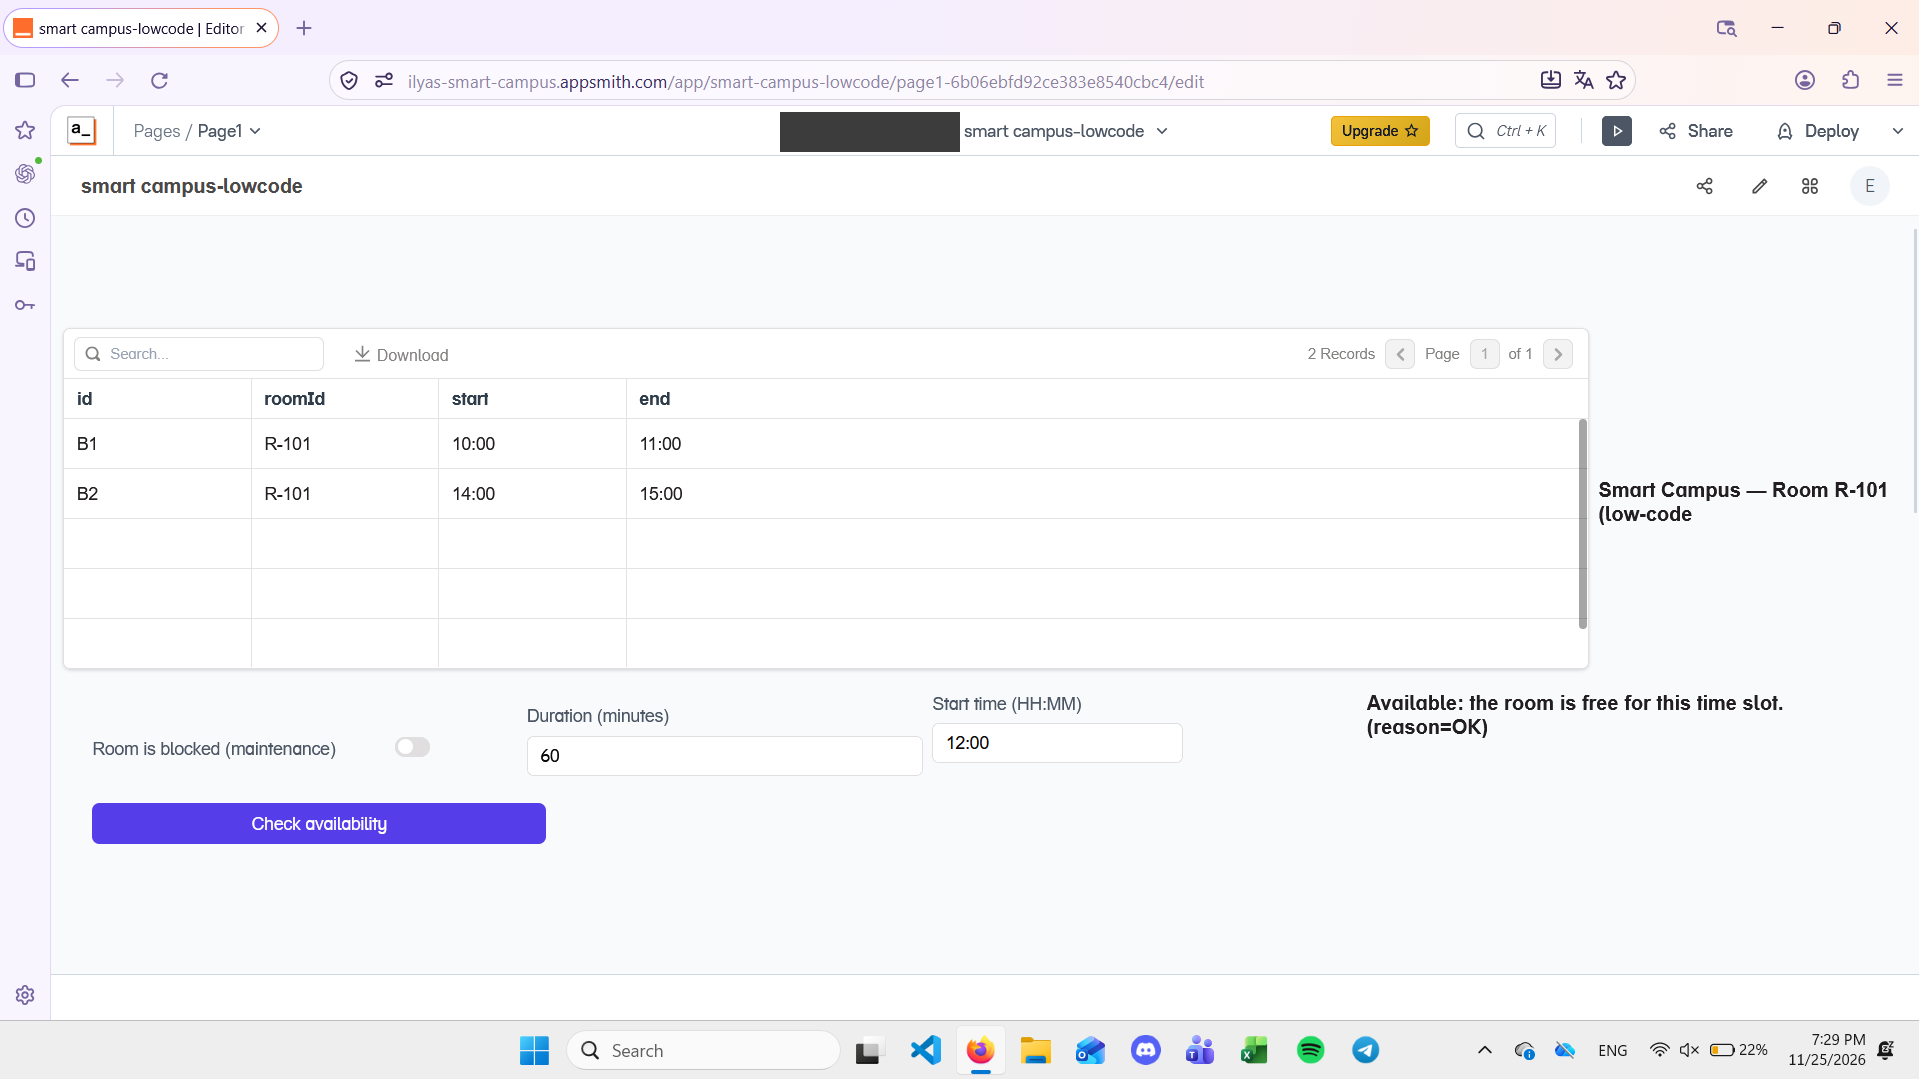 smart campus-lowcode | Editor
ilyas-smart-campus.appsmith.com/app/smart-campus-lowcode/page1-6b06ebfd92ce383e8540cbc4/edit
a_
Pages / Page1
smart campus-lowcode
Upgrade
Ctrl + K
Share
Deploy
smart campus-lowcode
E
Search...
Download
2 Records
Page
1
of 1
id
roomId
start
end
B1
R-101
10:00
11:00
B2
R-101
14:00
15:00
Smart Campus — Room R-101
(low-code
Room is blocked (maintenance)
Duration (minutes)
60
Start time (HH:MM)
12:00
Available: the room is free for this time slot.
(reason=OK)
Check availability
Search
ENG
22%
7:29 PM
11/25/2026